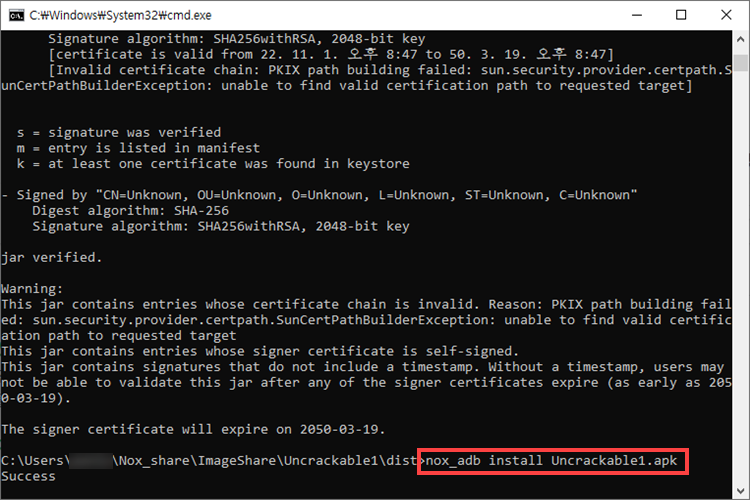 C:₩Windows₩System32₩cmd.exe
Signature algorithm: SHA256withRSA, 2048-bit key
[certificate is valid from 22. 11. 1. 오후 8:47 to 50. 3. 19. 오후 8:47]
[Invalid certificate chain: PKIX path building failed: sun.security.provider.certpath.S
unCertPathBuilderException: unable to find valid certification path to requested target]
s = signature was verified
m = entry is listed in manifest
k = at least one certificate was found in keystore
- Signed by "CN=Unknown, OU=Unknown, O=Unknown, L=Unknown, ST=Unknown, C=Unknown"
Digest algorithm: SHA-256
Signature algorithm: SHA256withRSA, 2048-bit key
jar verified.
Warning:
This jar contains entries whose certificate chain is invalid. Reason: PKIX path building fail
ed: sun.security.provider.certpath.SunCertPathBuilderException: unable to find valid certific
ation path to requested target
This jar contains entries whose signer certificate is self-signed.
This jar contains signatures that do not include a timestamp. Without a timestamp, users may
not be able to validate this jar after any of the signer certificates expire (as early as 205
0-03-19).
The signer certificate will expire on 2050-03-19.
C:\Users\ \Nox_share\ImageShare\Uncrackable1\dist>nox_adb install Uncrackable1.apk
Success